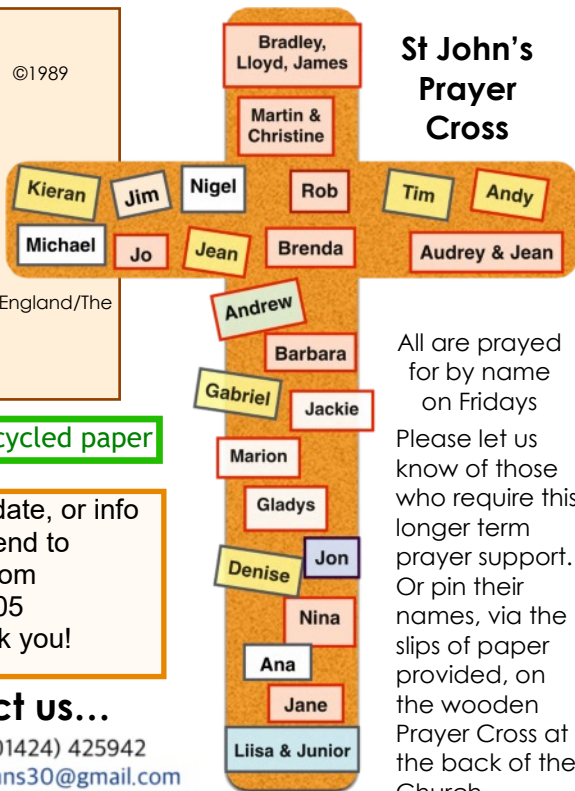 ©1989
England/The
cycled paper
date, or info
end to
om
05
k you!
ct us…
01424) 425942
ns30@gmail.com
Bradley,
Lloyd, James
Martin &
Christine
Kieran
Jim
Nigel
Rob
Tim
Andy
Michael
Jo
Jean
Brenda
Audrey & Jean
Andrew
Barbara
Gabriel
Jackie
Marion
Gladys
Jon
Denise
Nina
Ana
Jane
Liisa & Junior
St John’s
Prayer
Cross
All are prayed
for by name
on Fridays
Please let us
know of those
who require this
longer term
prayer support.
Or pin their
names, via the
slips of paper
provided, on
the wooden
Prayer Cross at
the back of the
Church